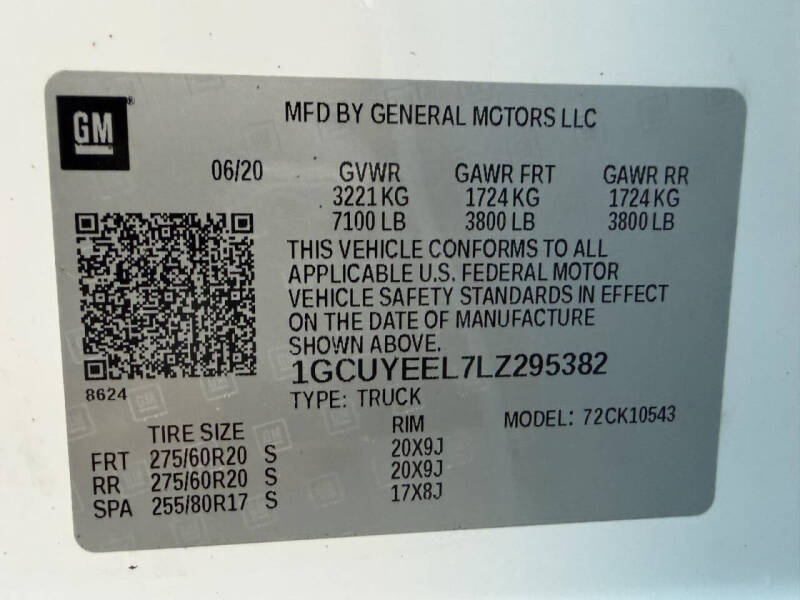 GM
MFD BY GENERAL MOTORS LLC
06/20 GVWR GAWR FRT GAWR RR
3221 KG 1724 KG 1724 KG
7100 LB 3800 LB 3800 LB
THIS VEHICLE CONFORMS TO ALL
APPLICABLE U.S. FEDERAL MOTOR
VEHICLE SAFETY STANDARDS IN EFFECT
ON THE DATE OF MANUFACTURE
SHOWN ABOVE.
1GCUYEEL7LZ295382
8624
TYPE: TRUCK
MODEL: 72CK10543
TIRE SIZE RIM
FRT 275/60R20 S 20X9J
RR 275/60R20 S 20X9J
SPA 255/80R17 S 17X8J